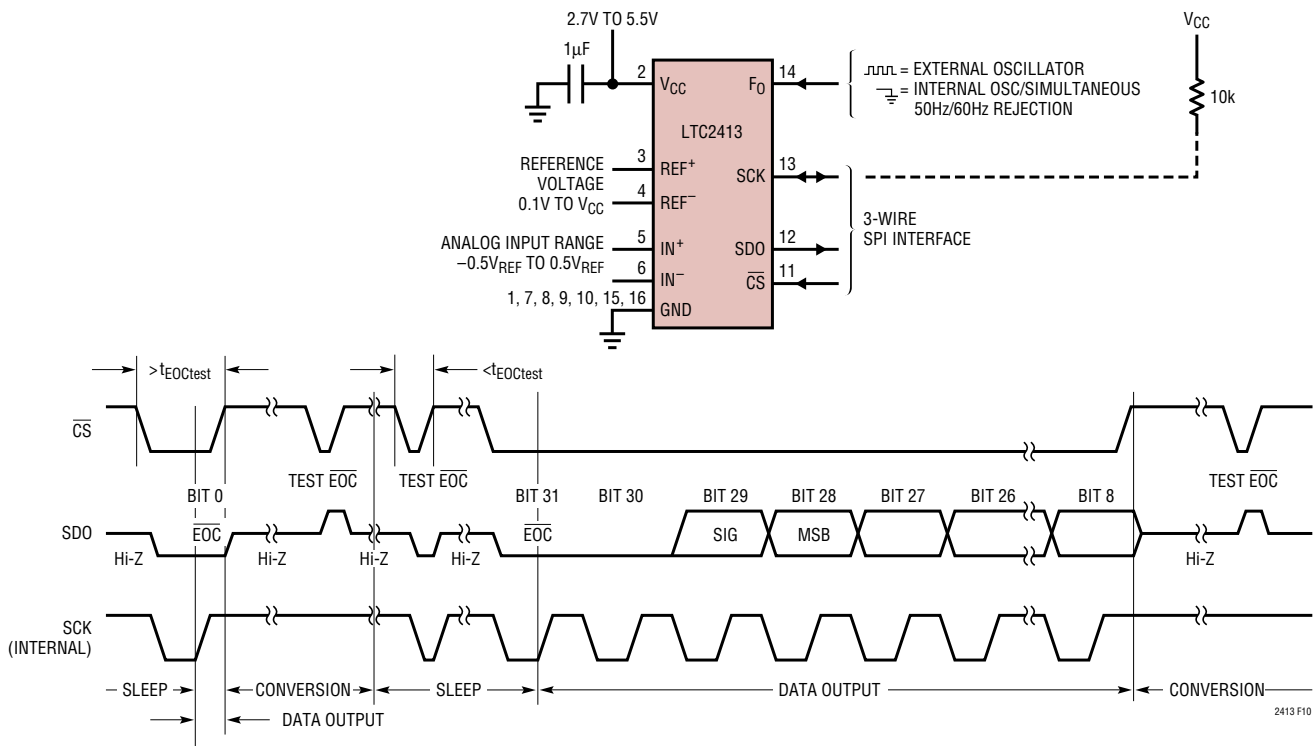 2.7V TO 5.5V
1µF
VCC
2
VCC
FO
14
= EXTERNAL OSCILLATOR
= INTERNAL OSC/SIMULTANEOUS
50Hz/60Hz REJECTION
10k
LTC2413
REFERENCE
VOLTAGE
0.1V TO VCC
3
REF+
SCK
13
4
REF−
3-WIRE
SPI INTERFACE
ANALOG INPUT RANGE
−0.5VREF TO 0.5VREF
5
IN+
SDO
12
6
IN−
CS
11
1, 7, 8, 9, 10, 15, 16
GND
>tEOCtest
<tEOCtest
CS
TEST EOC
TEST EOC
TEST EOC
BIT 0
BIT 31
BIT 30
BIT 29
BIT 28
BIT 27
BIT 26
BIT 8
SDO
EOC
EOC
SIG
MSB
Hi-Z
Hi-Z
Hi-Z
Hi-Z
Hi-Z
SCK
(INTERNAL)
SLEEP
CONVERSION
SLEEP
DATA OUTPUT
CONVERSION
DATA OUTPUT
2413 F10